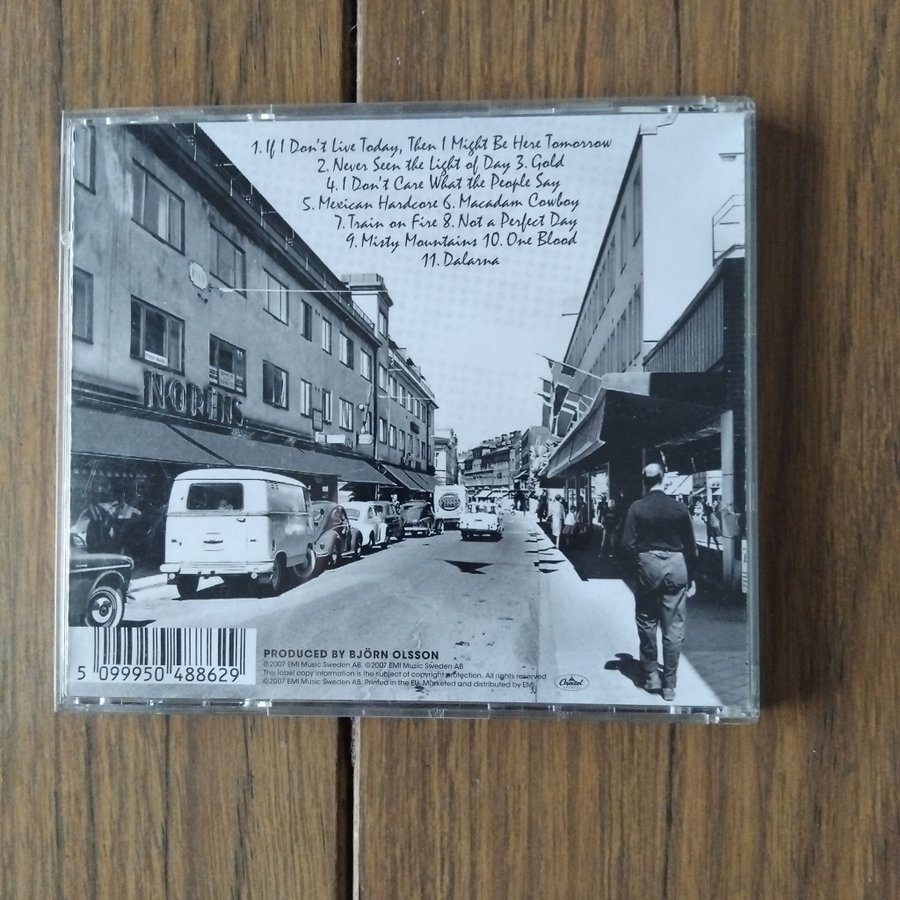 1. If I Don't Live Today, Then I Might Be Here Tomorrow
2. Never Seen the Light of Day 3. Gold
4. I Don't Care What the People Say
5. Mexican Hardcore 6. Macadam Cowboy
7. Train on Fire 8. Not a Perfect Day
9. Misty Mountains 10. One Blood
11. Dalarna
NORÉNS
5 099950 488629
PRODUCED BY BJÖRN OLSSON
©2007 EMI Music Sweden AB. ℗2007 EMI Music Sweden AB
This label copy information is the subject of copyright protection. All rights reserved
©2007 EMI Music Sweden AB. Printed in the EU. Marketed and distributed by EMI
Capitol